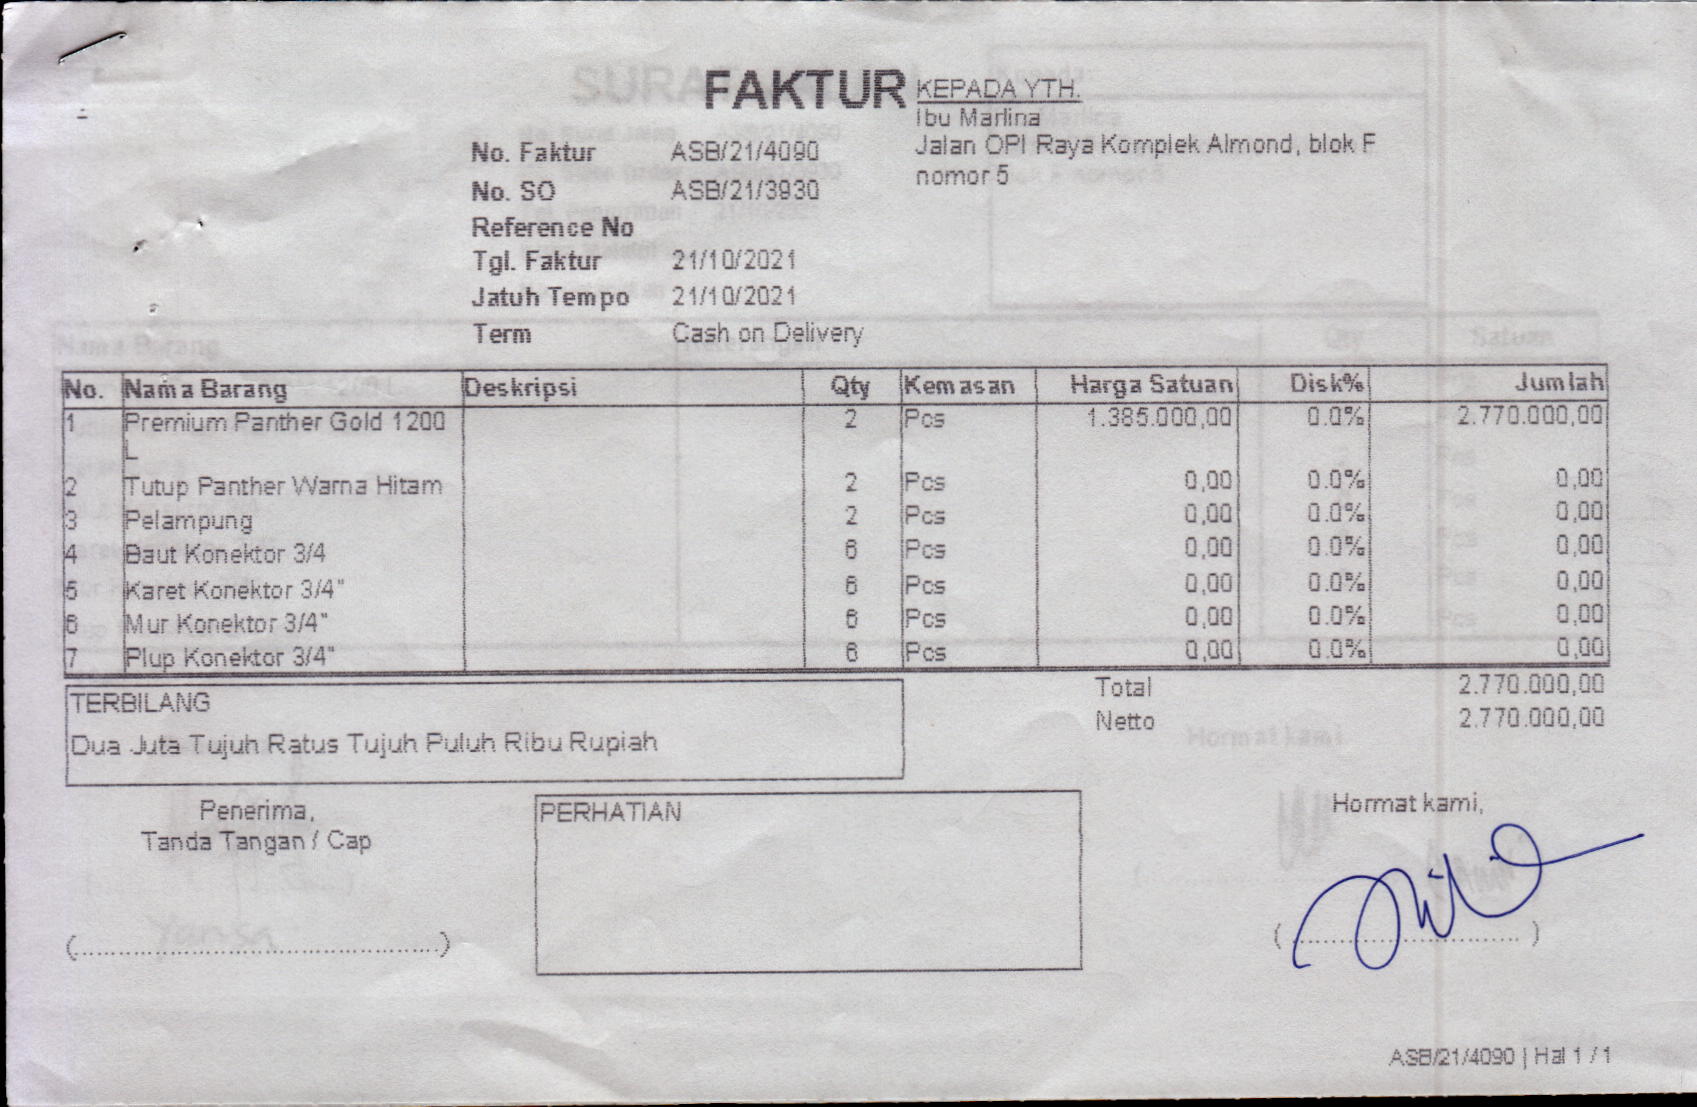 FAKTUR
KEPADA YTH.
Ibu Marlina
Jalan OPI Raya Komplek Almond, blok F
nomor 5
No. Faktur ASB/21/4090
No. SO ASB/21/3930
Reference No
Tgl. Faktur 21/10/2021
Jatuh Tempo 21/10/2021
Term Cash on Delivery
No. Nama Barang Deskripsi Qty Kemasan Harga Satuan Disk% Jumlah
1 Premium Panther Gold 1200 2 Pcs 1.385.000,00 0.0% 2.770.000,00
L
2 Tutup Panther Warna Hitam 2 Pcs 0,00 0.0% 0,00
3 Pelampung 2 Pcs 0,00 0.0% 0,00
4 Baut Konektor 3/4 6 Pcs 0,00 0.0% 0,00
5 Karet Konektor 3/4" 6 Pcs 0,00 0.0% 0,00
6 Mur Konektor 3/4" 6 Pcs 0,00 0.0% 0,00
7 Plup Konektor 3/4" 6 Pcs 0,00 0.0% 0,00
Total 2.770.000,00
Netto 2.770.000,00
TERBILANG
Dua Juta Tujuh Ratus Tujuh Puluh Ribu Rupiah
Penerima,
Tanda Tangan / Cap
(........................................)
PERHATIAN
Hormat kami,
(..............................)
ASB/21/4090 | Hal 1 / 1